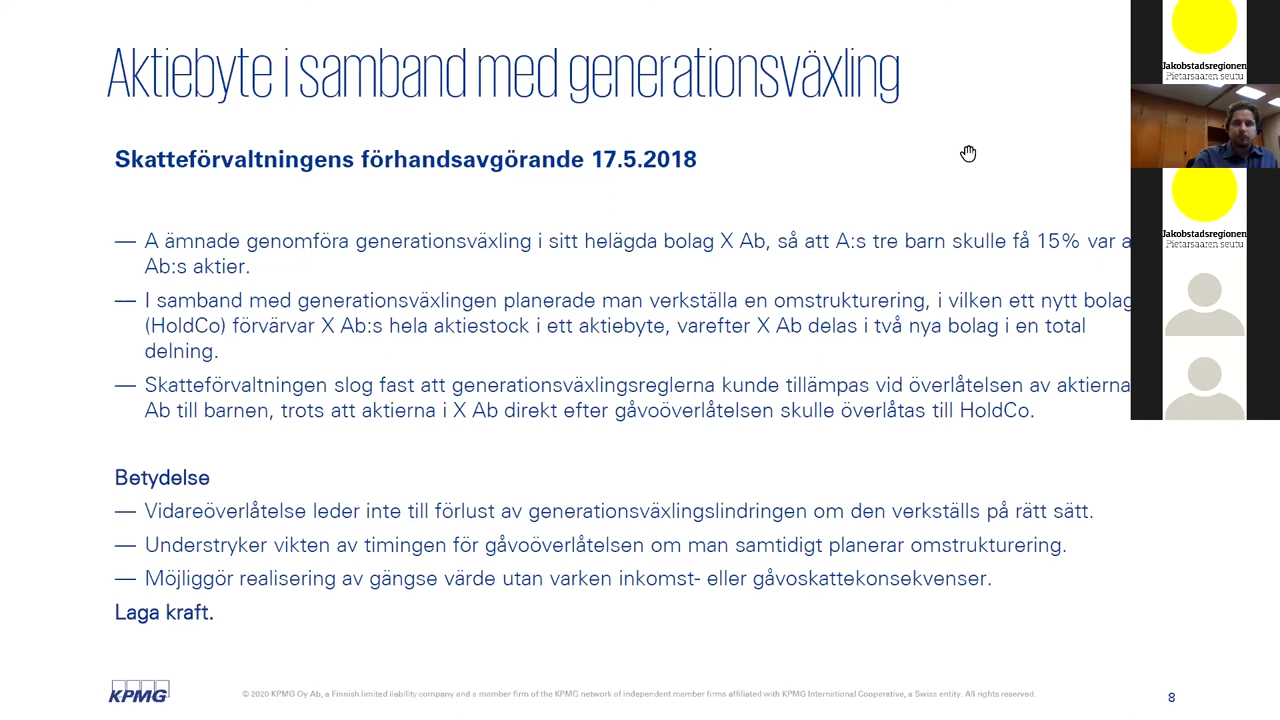 Aktiebyte i samband med generationsväxling
Skatteförvaltningens förhandsavgörande 17.5.2018
— A ämnade genomföra generationsväxling i sitt helägda bolag X Ab, så att A:s tre barn skulle få 15% var
Ab:s aktier.
— I samband med generationsväxlingen planerade man verkställa en omstrukturering, i vilken ett nytt bolag
(HoldCo) förvärvar X Ab:s hela aktiestock i ett aktiebyte, varefter X Ab delas i två nya bolag i en total
delning.
— Skatteförvaltningen slog fast att generationsväxlingsreglerna kunde tillämpas vid överlåtelsen av aktierna
Ab till barnen, trots att aktierna i X Ab direkt efter gåvoöverlåtelsen skulle överlåtas till HoldCo.
Betydelse
— Vidareöverlåtelse leder inte till förlust av generationsväxlingslindringen om den verkställs på rätt sätt.
— Understryker vikten av timingen för gåvoöverlåtelsen om man samtidigt planerar omstrukturering.
— Möjliggör realisering av gängse värde utan varken inkomst- eller gåvoskattekonsekvenser.
Laga kraft.
KPMG
© 2020 KPMG Oy Ab, a Finnish limited liability company and a member firm of the KPMG network of independent member firms affiliated with KPMG International Cooperative, a Swiss entity. All rights reserved.
8
Jakobstadsregionen
Pietarsaaren seutu
Jakobstadsregionen
Pietarsaaren seutu